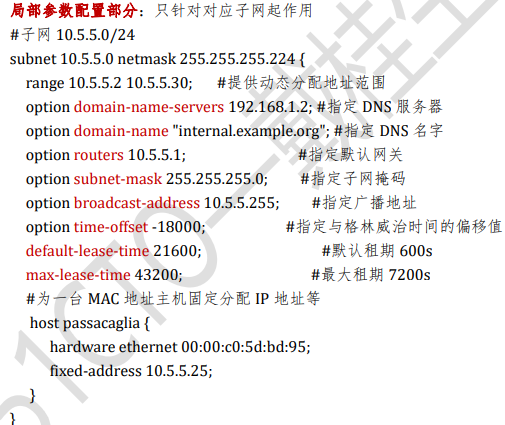 局部参数配置部分：只针对对应子网起作用
#子网 10.5.5.0/24
subnet 10.5.5.0 netmask 255.255.255.224 {
range 10.5.5.2 10.5.5.30; #提供动态分配地址范围
option domain-name-servers 192.168.1.2; #指定 DNS 服务器
option domain-name "internal.example.org"; #指定 DNS 名字
option routers 10.5.5.1; #指定默认网关
option subnet-mask 255.255.255.0; #指定子网掩码
option broadcast-address 10.5.5.255; #指定广播地址
option time-offset -18000; #指定与格林威治时间的偏移值
default-lease-time 21600; #默认租期 600s
max-lease-time 43200; #最大租期 7200s
#为一台 MAC 地址主机固定分配 IP 地址等
host passacaglia {
hardware ethernet 00:00:c0:5d:bd:95;
fixed-address 10.5.5.25;
}
}
51CTO—戴桂生